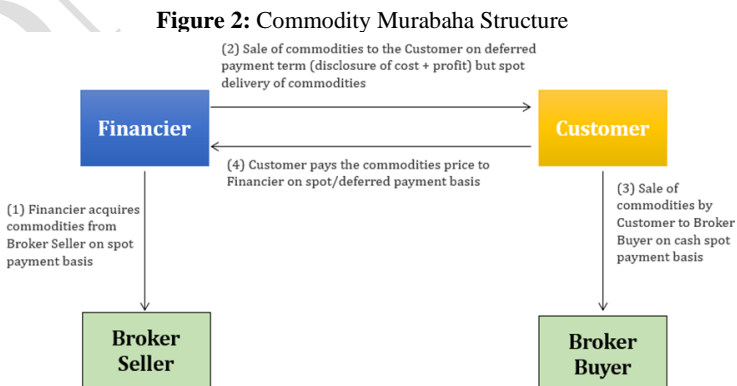 Figure 2: Commodity Murabaha Structure
(2) Sale of commodities to the Customer on deferred
payment term (disclosure of cost + profit) but spot
delivery of commodities
Financier
Customer
(4) Customer pays the commodities price to
Financier on spot/deferred payment basis
(1) Financier acquires
commodities from
Broker Seller on spot
payment basis
(3) Sale of
commodities by
Customer to Broker
Buyer on cash spot
payment basis
Broker
Seller
Broker
Buyer